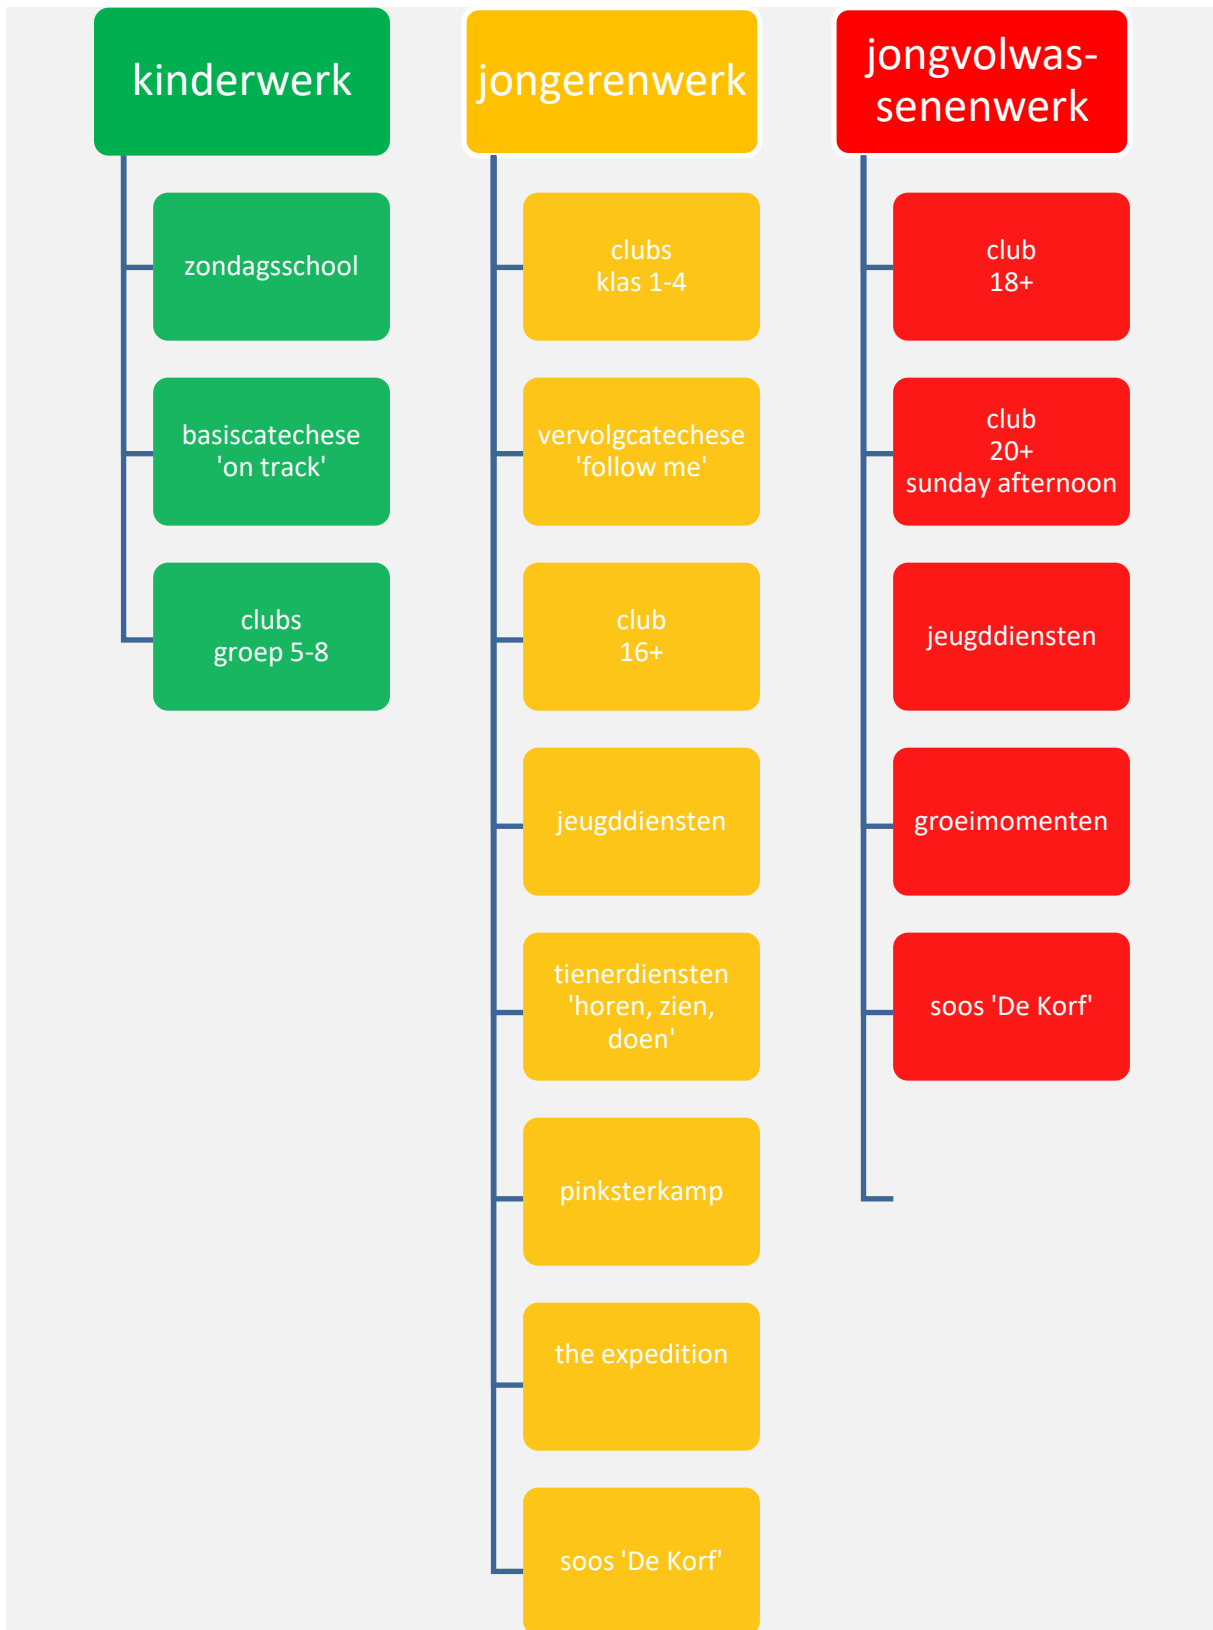 kinderwerk
zondagsschool
basiscatechese
'on track'
clubs
groep 5-8
jongerenwerk
clubs
klas 1-4
vervolgcatechese
'follow me'
club
16+
jeugddiensten
tienerdiensten
'horen, zien,
doen'
pinksterkamp
the expedition
soos 'De Korf'
jongvolwas-
senenwerk
club
18+
club
20+
sunday afternoon
jeugddiensten
groeimomenten
soos 'De Korf'